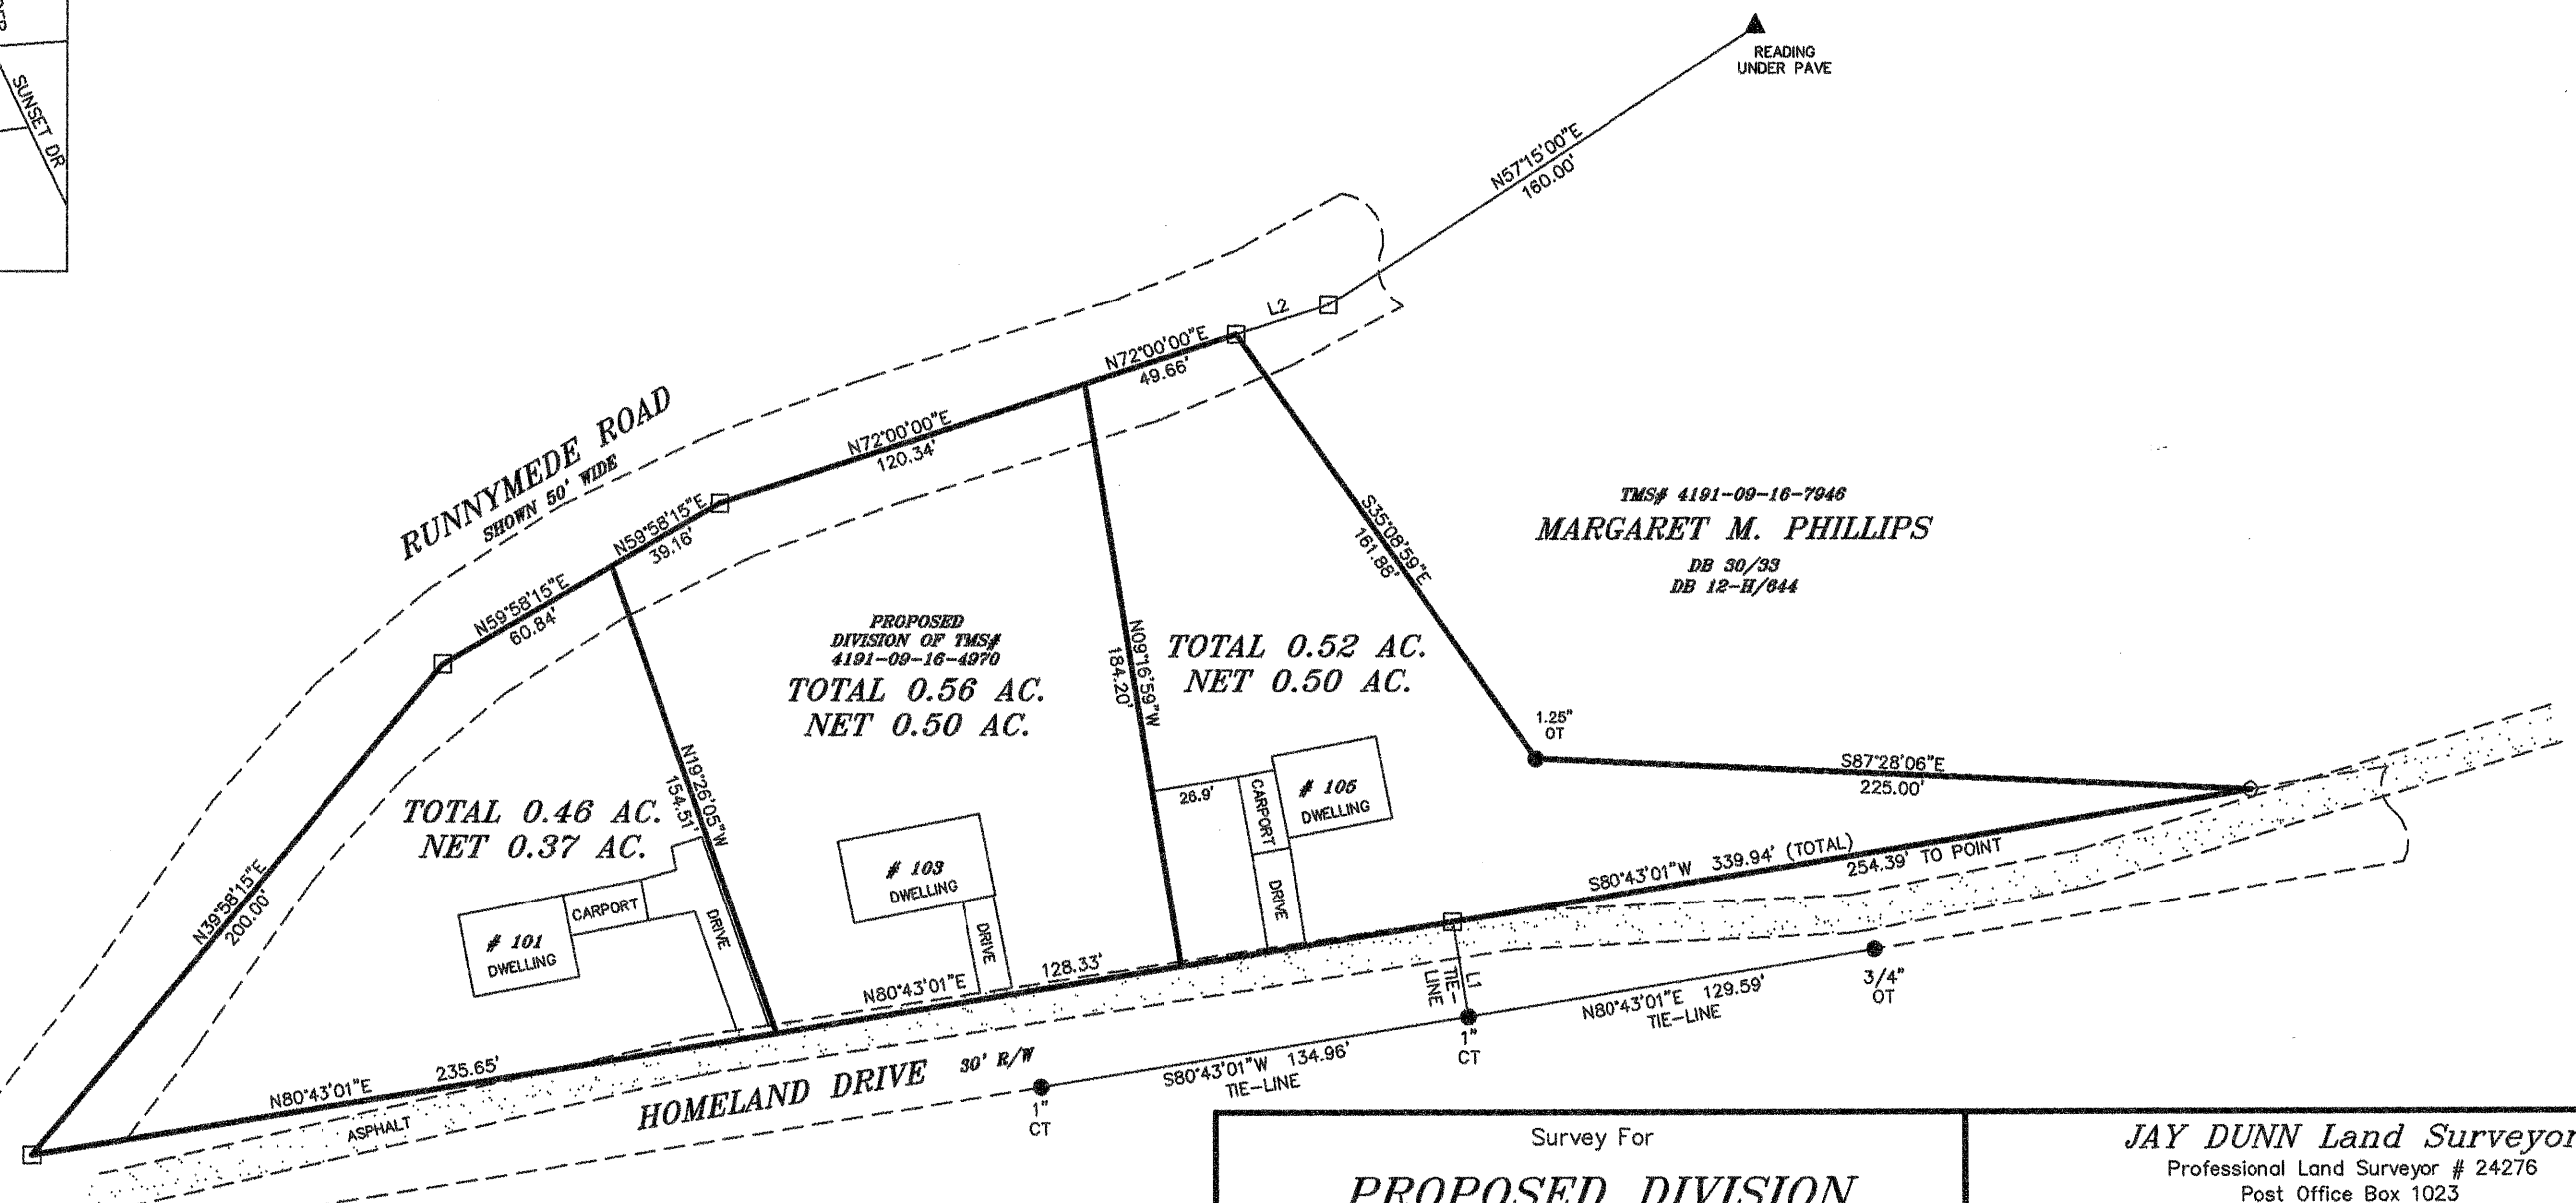 SUNSET DR
READING
UNDER PAVE
N57°15'00"E
160.00'
L2
N72°00'00"E
49.66'
RUNNYMEDE ROAD
SHOWN 50' WIDE
N72°00'00"E
120.34'
N59°58'15"E
39.16'
N59°58'15"E
60.84'
S35°08'59"E
161.88'
TMS# 4191-09-16-7946
MARGARET M. PHILLIPS
DB 30/33
DB 12-H/644
PROPOSED
DIVISION OF TMS#
4191-09-16-4970
TOTAL 0.56 AC.
NET 0.50 AC.
N09°16'59"W
184.20'
TOTAL 0.52 AC.
NET 0.50 AC.
1.25"
OT
S87°28'06"E
225.00'
N19°26'05"W
154.51'
TOTAL 0.46 AC.
NET 0.37 AC.
26.9'
CARPORT
# 105
DWELLING
DRIVE
N39°58'15"E
200.00'
# 103
DWELLING
DRIVE
CARPORT
# 101
DWELLING
DRIVE
S80°43'01"W 339.94' (TOTAL)
254.39' TO POINT
N80°43'01"E 128.33'
L1
TIE-
LINE
3/4"
OT
N80°43'01"E 129.59'
TIE-LINE
1"
CT
S80°43'01"W 134.96'
TIE-LINE
N80°43'01"E 235.65'
ASPHALT
HOMELAND DRIVE 30' R/W
1"
CT
Survey For
PROPOSED DIVISION
JAY DUNN Land Surveyor
Professional Land Surveyor # 24276
Post Office Box 1023